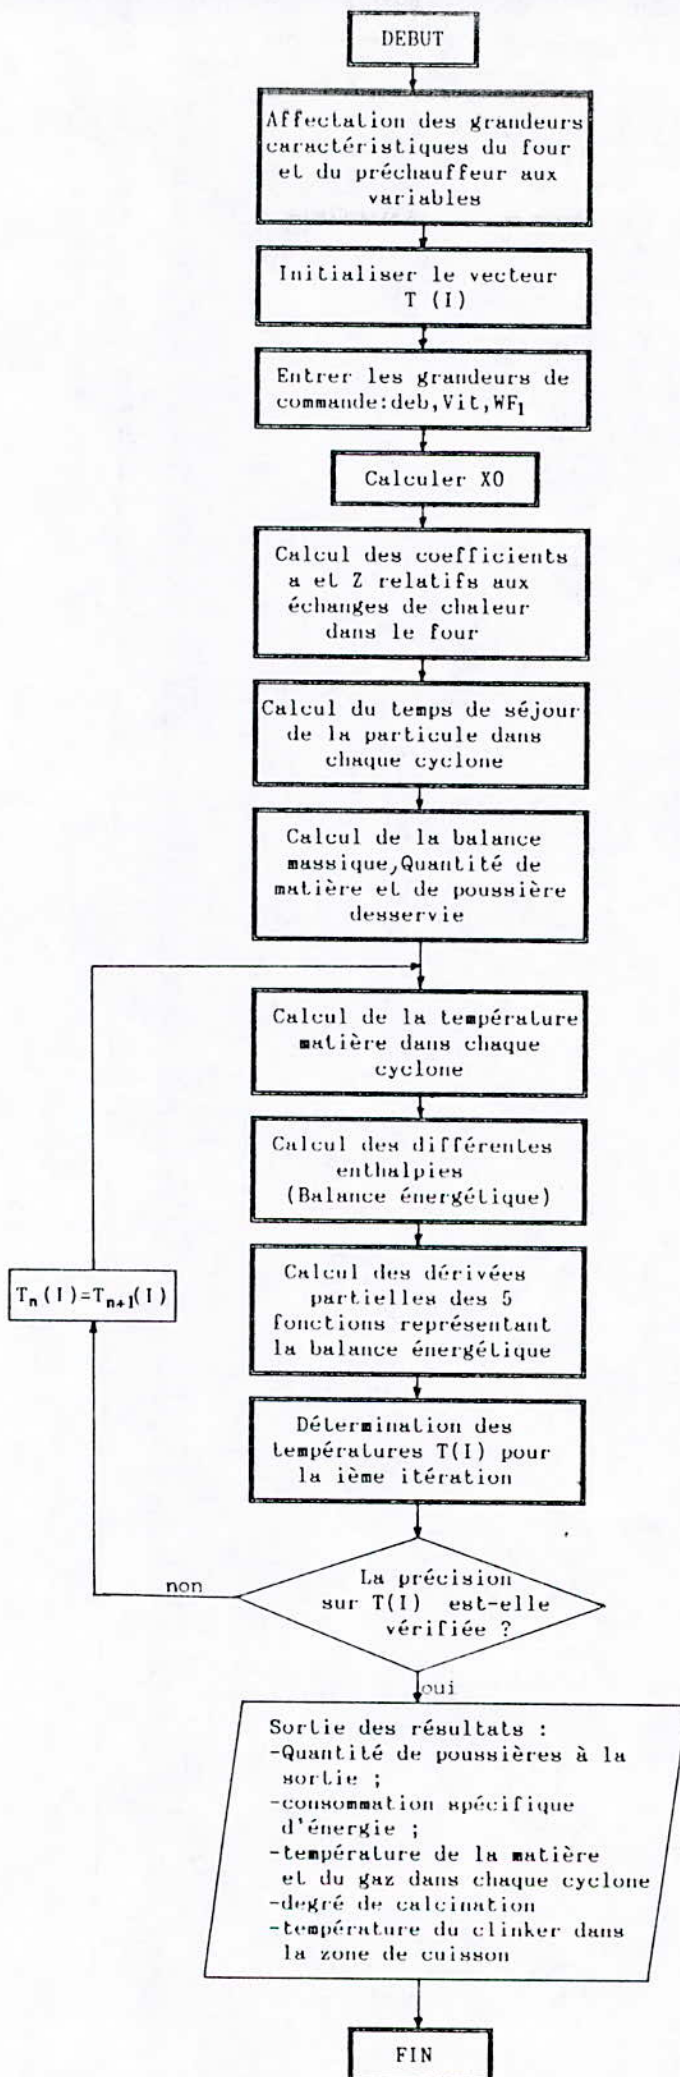 DEBUT
Affectation des grandeurs
caractéristiques du four
et du préchauffeur aux
variables
Initialiser le vecteur
T (I)
Entrer les grandeurs de
commande:deb,Vit,WF₁
Calculer X0
Calcul des coefficients
a et Z relatifs aux
échanges de chaleur
dans le four
Calcul du temps de séjour
de la particule dans
chaque cyclone
Calcul de la balance
massique,Quantité de
matière et de poussière
desservie
Calcul de la température
matière dans chaque
cyclone
Calcul des différentes
enthalpies
(Balance énergétique)
Tₙ(I)=Tₙ₊₁(I)
Calcul des dérivées
partielles des 5
fonctions représentant
la balance énergétique
Détermination des
températures T(I) pour
la ième itération
non
La précision
sur T(I) est-elle
vérifiée ?
oui
Sortie des résultats :
-Quantité de poussières à la
sortie ;
-consommation spécifique
d'énergie ;
-température de la matière
et du gaz dans chaque cyclone
-degré de calcination
-température du clinker dans
la zone de cuisson
FIN